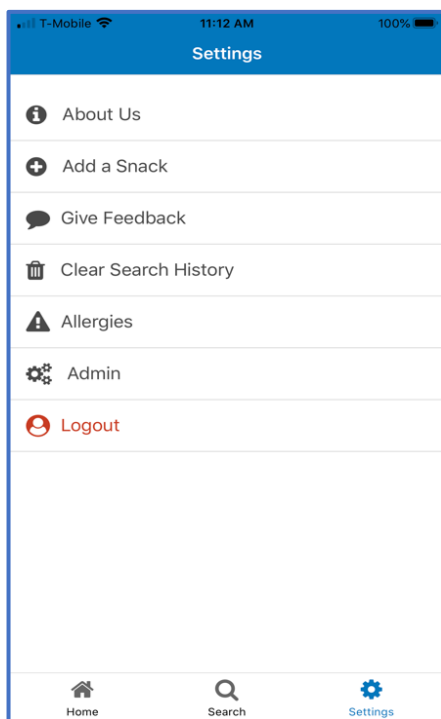 T-Mobile 11:12 AM 100%
Settings
About Us
Add a Snack
Give Feedback
Clear Search History
Allergies
Admin
Logout
Home Search Settings